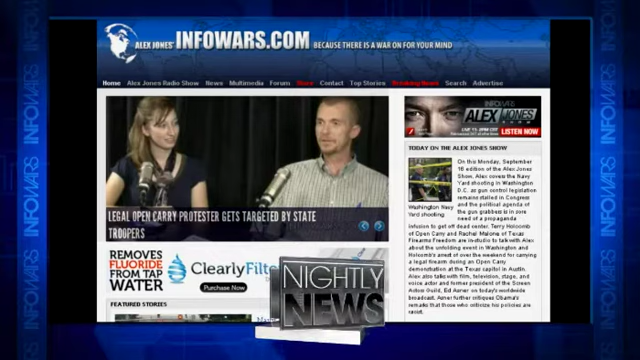 ALEX JONES' INFOWARS.COM BECAUSE THERE IS A WAR ON FOR YOUR MIND
Home Alex Jones Radio Show News Multimedia Forum Store Contact Top Stories Breaking News Search Advertise
LEGAL OPEN CARRY PROTESTER GETS TARGETED BY STATE
TROOPERS
INFOWARS
ALEX JONES
LISTEN NOW
TODAY ON THE ALEX JONES SHOW
On this Monday, September
16 edition of the Alex Jones
Show, Alex covers the Navy
Yard shooting in Washington
D.C. as gun control legislation
remains stalled in Congress
and the political agenda of
the gun grabbers is in sore
need of a propaganda
Washington Navy
Yard shooting
infusion to get off dead center. Terry Holcomb
of Open Carry and Rachel Malone of Texas
Firearms Freedom are in-studio to talk with Alex
about the unfolding event in Washington and
Holcomb's arrest of over the weekend for carrying
a legal firearm during an Open Carry
demonstration at the Texas capitol in Austin.
Alex also talks with film, television, stage, and
voice actor and former president of the Screen
Actors Guild, Ed Asner on today's worldwide
broadcast. Asner further critiques Obama's
remarks that those who criticize his policies are
racist.
REMOVES
FLUORIDE
FROM TAP
WATER
ClearlyFilte
Purchase Now
FEATURED STORIES
NIGHTLY
NEWS
INFOWARS
INFOWARS
INFOWARS
INFOWARS